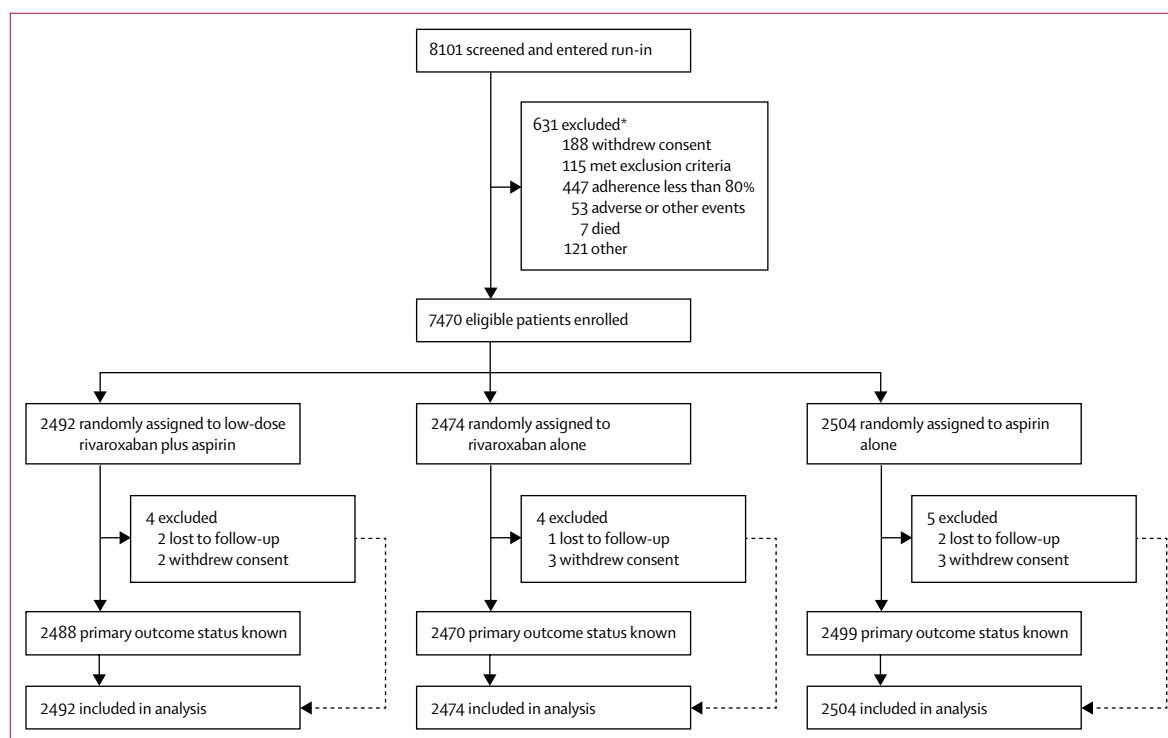 8101 screened and entered run-in
631 excluded*
188 withdrew consent
115 met exclusion criteria
447 adherence less than 80%
53 adverse or other events
7 died
121 other
7470 eligible patients enrolled
2492 randomly assigned to low-dose
rivaroxaban plus aspirin
2474 randomly assigned to
rivaroxaban alone
2504 randomly assigned to aspirin
alone
4 excluded
2 lost to follow-up
2 withdrew consent
4 excluded
1 lost to follow-up
3 withdrew consent
5 excluded
2 lost to follow-up
3 withdrew consent
2488 primary outcome status known
2470 primary outcome status known
2499 primary outcome status known
2492 included in analysis
2474 included in analysis
2504 included in analysis